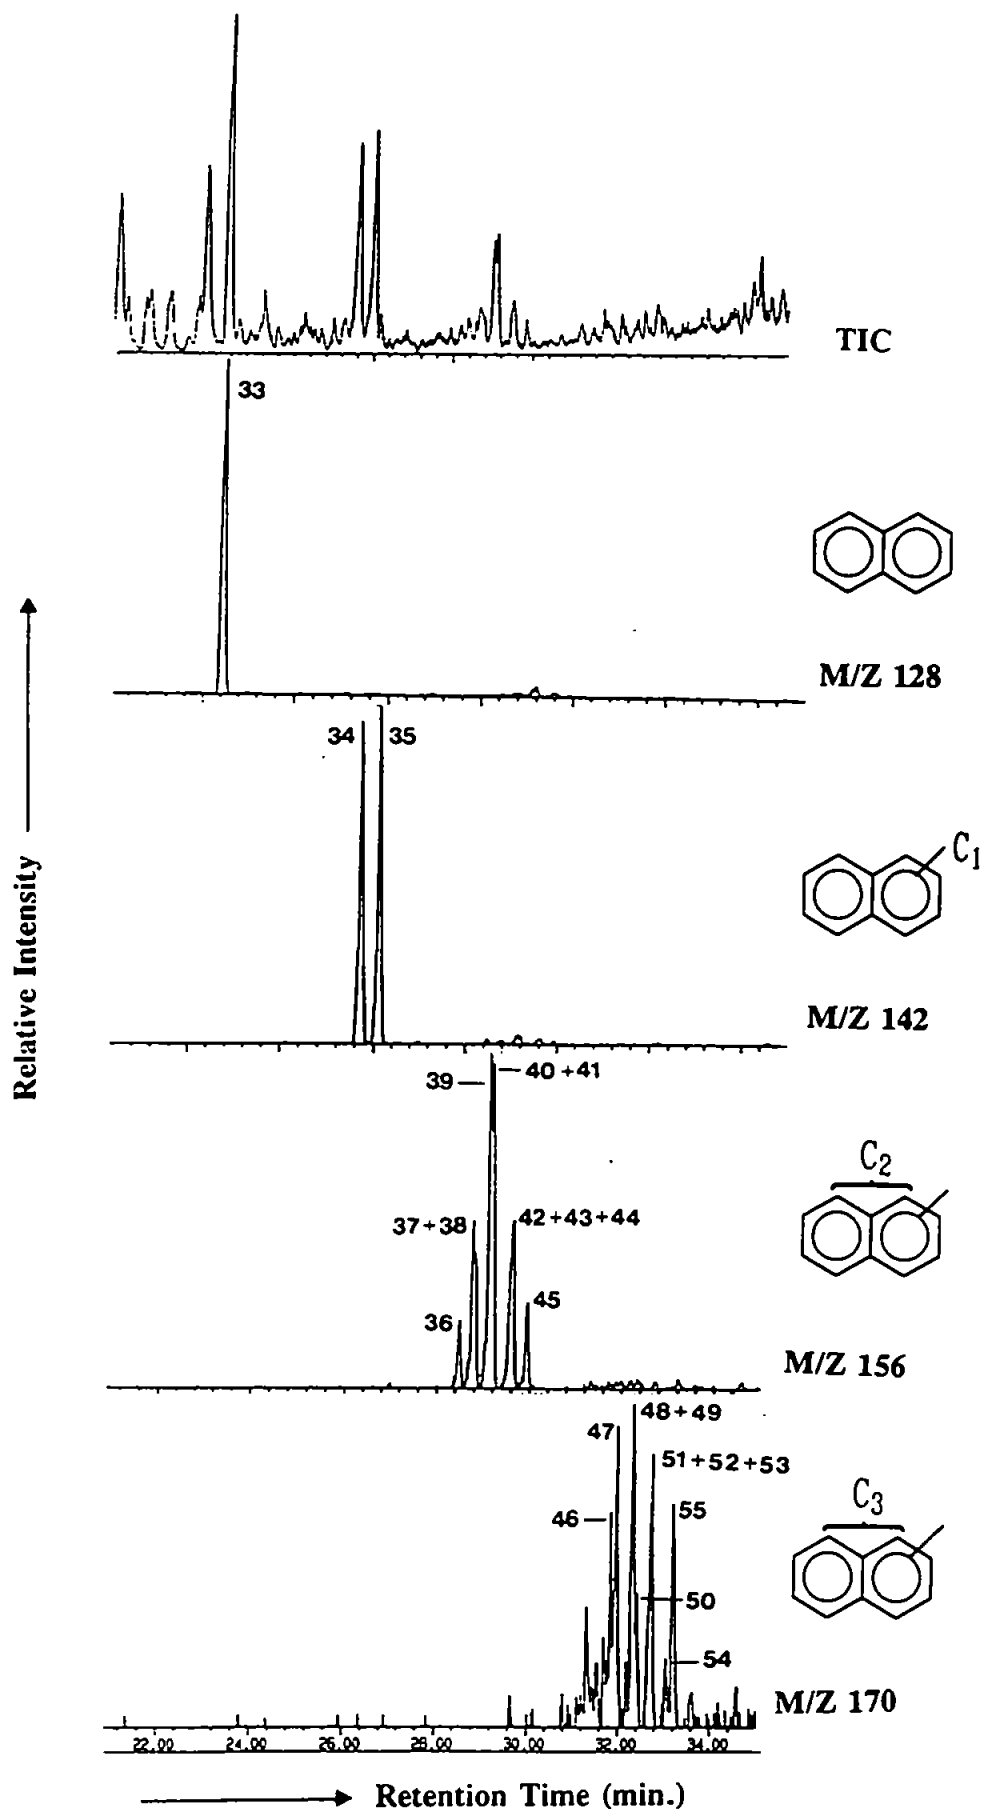 TIC
33
M/Z 128
34 35
C1
M/Z 142
39 40 +41
C2
37+38 42+43+44
45
36
M/Z 156
48+49
47
51+52+53
C3
46 55
50
54
M/Z 170
22.00 24.00 26.00 28.00 30.00 32.00 34.00
Retention Time (min.)
Relative Intensity